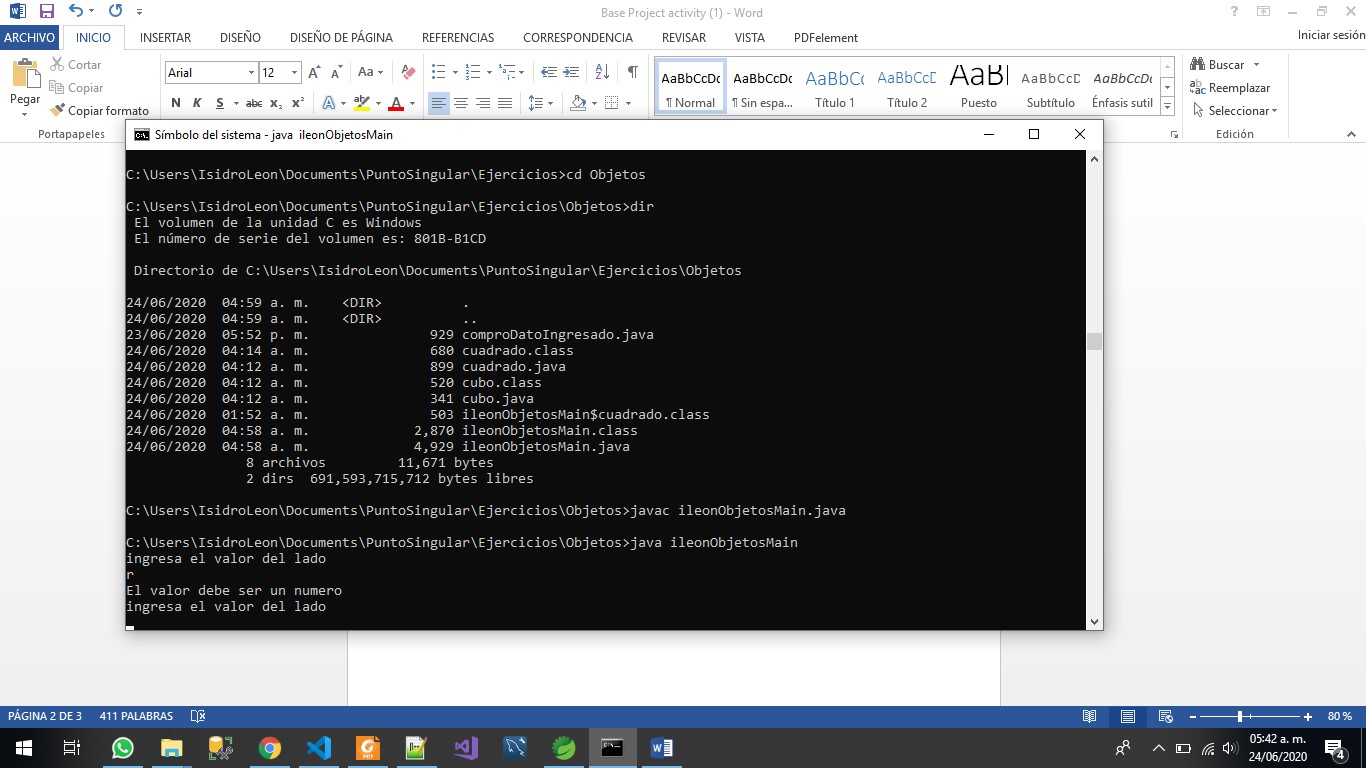 Base Project activity (1) - Word
ARCHIVO INICIO INSERTAR DISEÑO DISEÑO DE PÁGINA REFERENCIAS CORRESPONDENCIA REVISAR VISTA PDFelement Iniciar sesión
Pegar
Cortar
Copiar
Copiar formato
Portapapeles
Arial 12
N K S abc x₂ x²
AaBbCcDc AaBbCcDc AaBbCc AaBbCcD AaBl AaBbCcD AaBbCcDc
¶ Normal ¶ Sin espa... Título 1 Título 2 Puesto Subtítulo Énfasis sutil
Buscar
Reemplazar
Seleccionar
Edición
Símbolo del sistema - java  ileonObjetosMain
C:\Users\IsidroLeon\Documents\PuntoSingular\Ejercicios>cd Objetos
C:\Users\IsidroLeon\Documents\PuntoSingular\Ejercicios\Objetos>dir
El volumen de la unidad C es Windows
El número de serie del volumen es: 801B-B1CD
Directorio de C:\Users\IsidroLeon\Documents\PuntoSingular\Ejercicios\Objetos
24/06/2020  04:59 a. m.    <DIR>          .
24/06/2020  04:59 a. m.    <DIR>          ..
23/06/2020  05:52 p. m.               929 comproDatoIngresado.java
24/06/2020  04:14 a. m.               680 cuadrado.class
24/06/2020  04:12 a. m.               899 cuadrado.java
24/06/2020  04:12 a. m.               520 cubo.class
24/06/2020  04:12 a. m.               341 cubo.java
24/06/2020  01:52 a. m.               503 ileonObjetosMain$cuadrado.class
24/06/2020  04:58 a. m.             2,870 ileonObjetosMain.class
24/06/2020  04:58 a. m.             4,929 ileonObjetosMain.java
8 archivos         11,671 bytes
2 dirs  691,593,715,712 bytes libres
C:\Users\IsidroLeon\Documents\PuntoSingular\Ejercicios\Objetos>javac ileonObjetosMain.java
C:\Users\IsidroLeon\Documents\PuntoSingular\Ejercicios\Objetos>java ileonObjetosMain
ingresa el valor del lado
r
El valor debe ser un numero
ingresa el valor del lado
PÁGINA 2 DE 3 411 PALABRAS 80 %
05:42 a. m.
24/06/2020
4